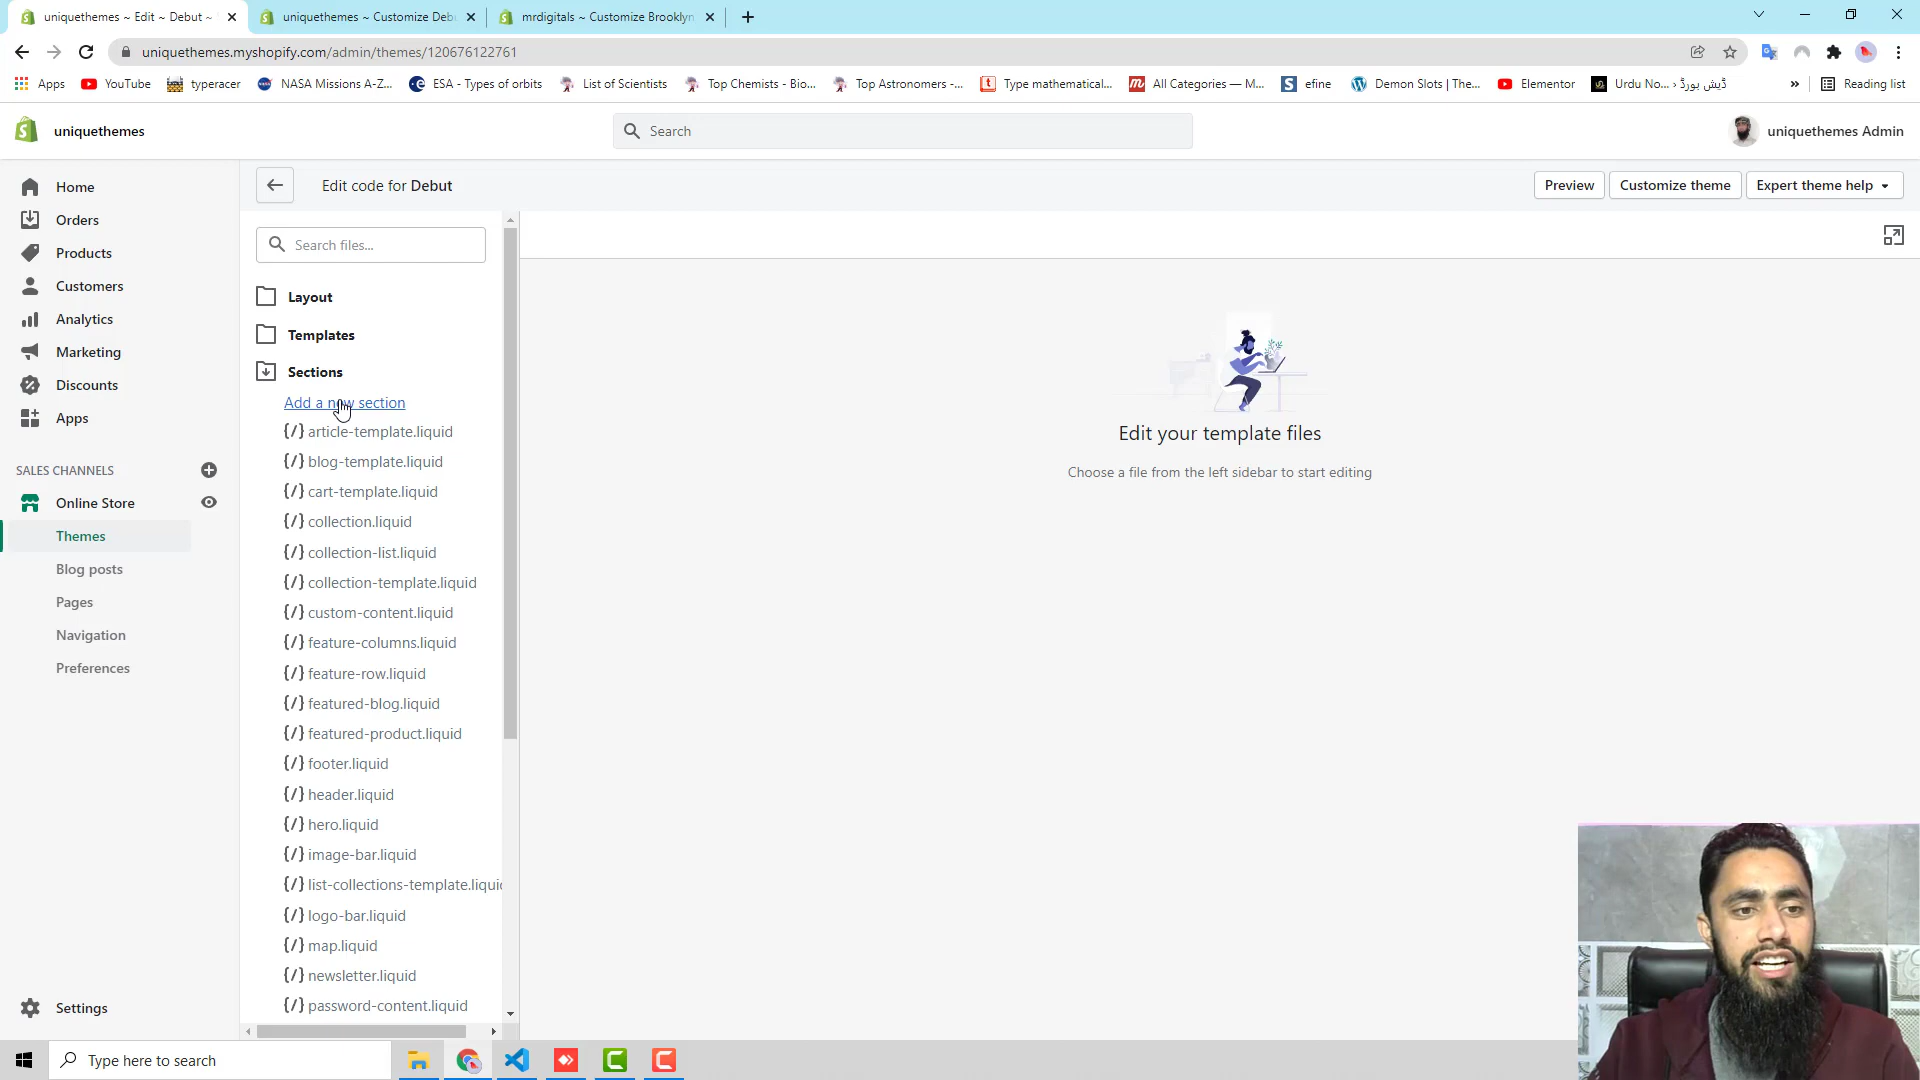 uniquethemes ~ Edit ~ Debut ~
uniquethemes ~ Customize Deb
mrdigitals ~ Customize Brooklyn
uniquethemes.myshopify.com/admin/themes/120676122761
Apps
YouTube
typeracer
NASA Missions A-Z...
ESA - Types of orbits
List of Scientists
Top Chemists - Bio...
Top Astronomers -...
Type mathematical...
All Categories — M...
efine
Demon Slots | The...
Elementor
Urdu No... › ڈیش بورڈ
»
Reading list
uniquethemes
Search
uniquethemes Admin
Home
Orders
Products
Customers
Analytics
Marketing
Discounts
Apps
SALES CHANNELS
Online Store
Themes
Blog posts
Pages
Navigation
Preferences
Settings
Edit code for Debut
Preview
Customize theme
Expert theme help
Search files...
Layout
Templates
Sections
Add a new section
{/} article-template.liquid
{/} blog-template.liquid
{/} cart-template.liquid
{/} collection.liquid
{/} collection-list.liquid
{/} collection-template.liquid
{/} custom-content.liquid
{/} feature-columns.liquid
{/} feature-row.liquid
{/} featured-blog.liquid
{/} featured-product.liquid
{/} footer.liquid
{/} header.liquid
{/} hero.liquid
{/} image-bar.liquid
{/} list-collections-template.liquid
{/} logo-bar.liquid
{/} map.liquid
{/} newsletter.liquid
{/} password-content.liquid
Edit your template files
Choose a file from the left sidebar to start editing
Type here to search